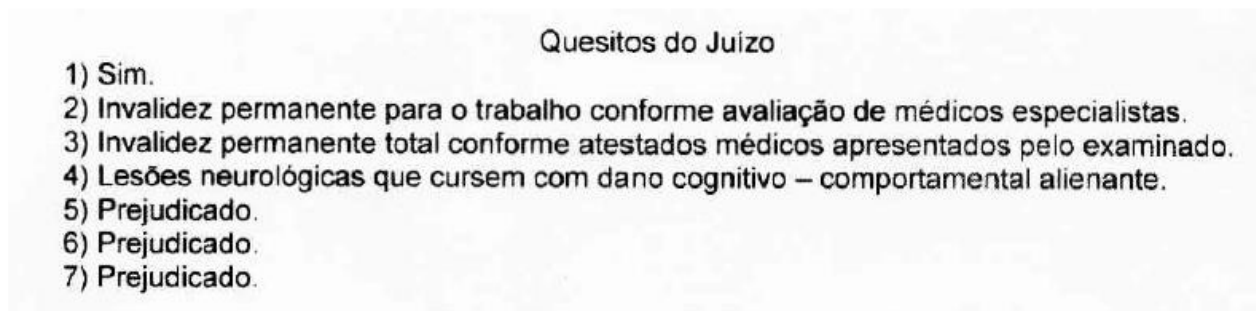 Quesitos do Juizo
1) Sim.
2) Invalidez permanente para o trabalho conforme avaliação de médicos especialistas.
3) Invalidez permanente total conforme atestados médicos apresentados pelo examinado.
4) Lesões neurológicas que cursem com dano cognitivo – comportamental alienante.
5) Prejudicado.
6) Prejudicado.
7) Prejudicado.